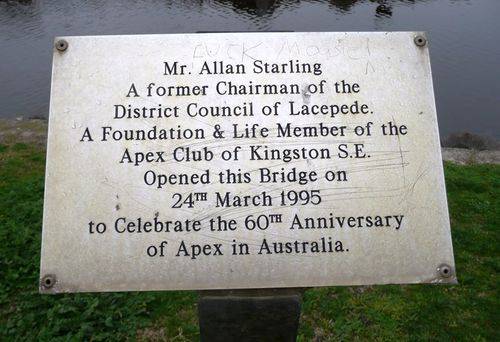 Mr. Allan Starling
A former Chairman of the
District Council of Lacepede.
A Foundation & Life Member of the
Apex Club of Kingston S.E.
Opened this Bridge on
24TH March 1995
to Celebrate the 60TH Anniversary
of Apex in Australia.